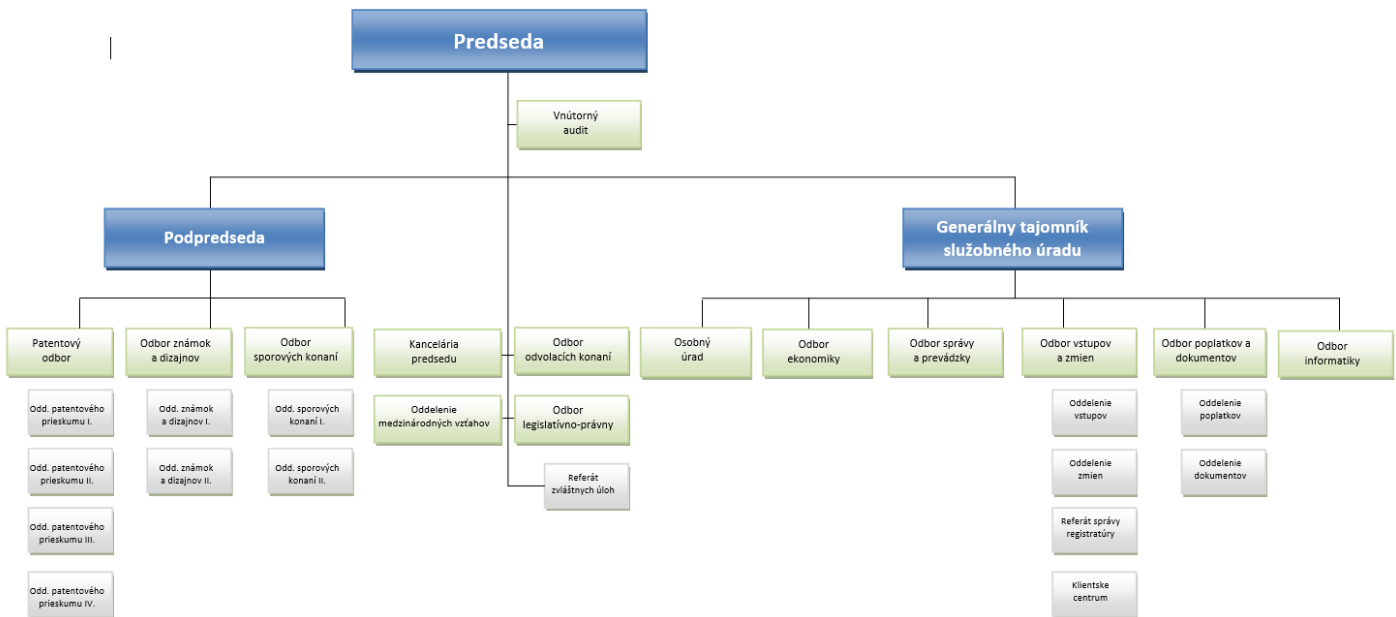 Predseda
Vnútorný
audit
Podpredseda
Generálny tajomník
služobného úradu
Patentový
odbor
Odbor známok
a dizajnov
Odbor
sporových konaní
Kancelária
predsedu
Odbor
odvolacích konaní
Osobný
úrad
Odbor
ekonomiky
Odbor správy
a prevádzky
Odbor vstupov
a zmien
Odbor poplatkov a
dokumentov
Odbor
informatiky
Odd. patentového
prieskumu I.
Odd. známok
a dizajnov I.
Odd. sporových
konaní I.
Oddelenie
medzinárodných vzťahov
Odbor
legislatívno-právny
Oddelenie
vstupov
Oddelenie
poplatkov
Odd. patentového
prieskumu II.
Odd. známok
a dizajnov II.
Odd. sporových
konaní II.
Referát
zvláštnych úloh
Oddelenie
zmien
Oddelenie
dokumentov
Odd. patentového
prieskumu III.
Referát správy
registratúry
Odd. patentového
prieskumu IV.
Klientske
centrum